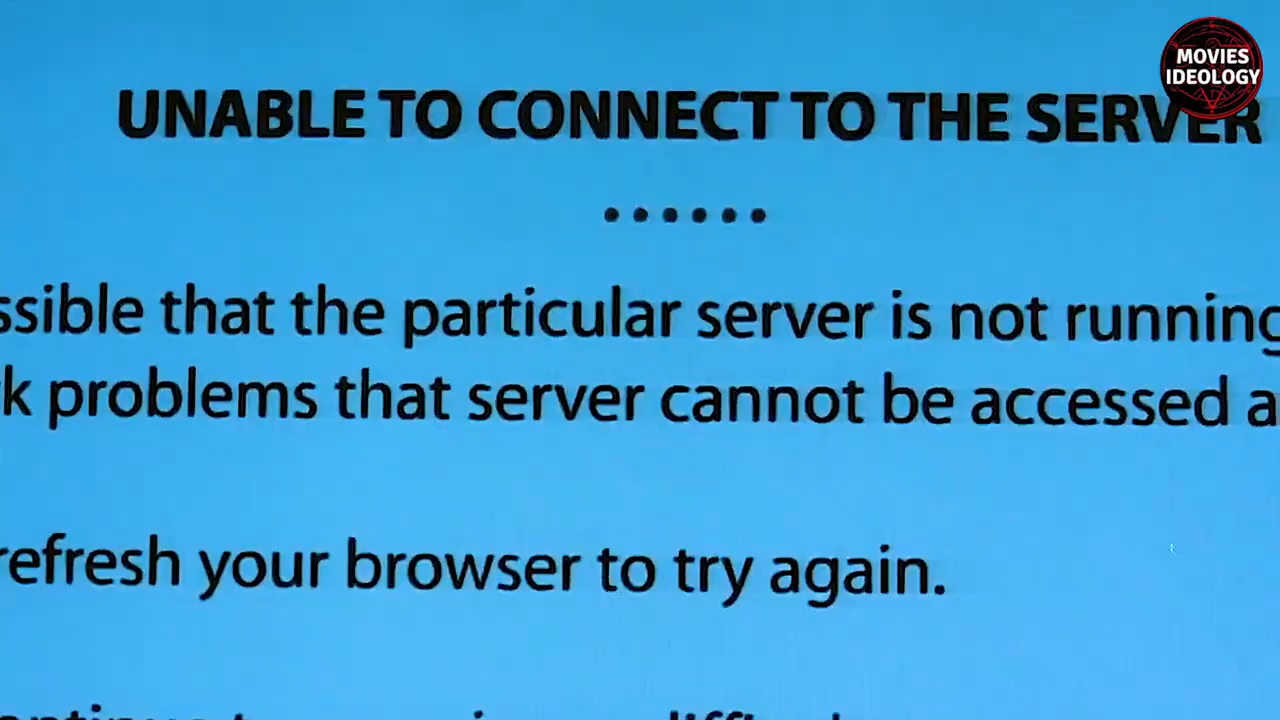 MOVIES
IDEOLOGY
UNABLE TO CONNECT TO THE SERVER
••••••
ssible that the particular server is not running
k problems that server cannot be accessed a
refresh your browser to try again.